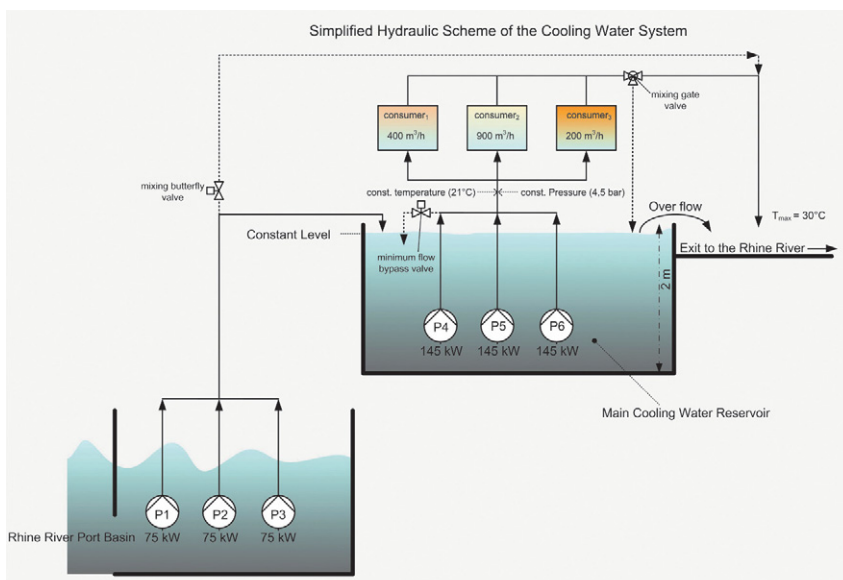 Simplified Hydraulic Scheme of the Cooling Water System
mixing gate
valve
consumer₁
400 m³/h
consumer₂
900 m³/h
consumer₃
200 m³/h
mixing butterfly
valve
const. temperature (21°C)
const. Pressure (4,5 bar)
Over flow
Tmax = 30°C
Constant Level
minimum flow
bypass valve
Exit to the Rhine River
2 m
P4
P5
P6
145 kW
145 kW
145 kW
Main Cooling Water Reservoir
P1
P2
P3
Rhine River Port Basin
75 kW
75 kW
75 kW